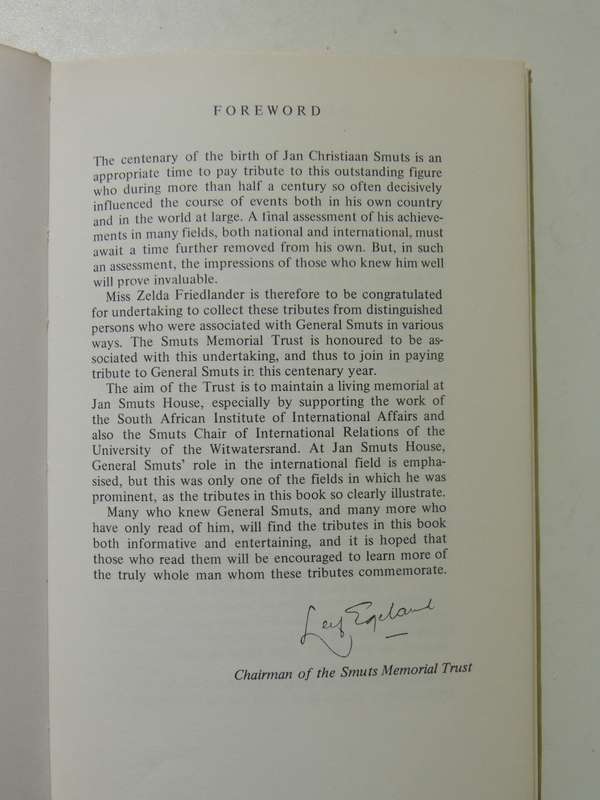 FOREWORD
The centenary of the birth of Jan Christiaan Smuts is an
appropriate time to pay tribute to this outstanding figure
who during more than half a century so often decisively
influenced the course of events both in his own country
and in the world at large. A final assessment of his achieve-
ments in many fields, both national and international, must
await a time further removed from his own. But, in such
an assessment, the impressions of those who knew him well
will prove invaluable.
Miss Zelda Friedlander is therefore to be congratulated
for undertaking to collect these tributes from distinguished
persons who were associated with General Smuts in various
ways. The Smuts Memorial Trust is honoured to be as-
sociated with this undertaking, and thus to join in paying
tribute to General Smuts in this centenary year.
The aim of the Trust is to maintain a living memorial at
Jan Smuts House, especially by supporting the work of
the South African Institute of International Affairs and
also the Smuts Chair of International Relations of the
University of the Witwatersrand. At Jan Smuts House,
General Smuts' role in the international field is empha-
sised, but this was only one of the fields in which he was
prominent, as the tributes in this book so clearly illustrate.
Many who knew General Smuts, and many more who
have only read of him, will find the tributes in this book
both informative and entertaining, and it is hoped that
those who read them will be encouraged to learn more of
the truly whole man whom these tributes commemorate.
Leif Egeland
Chairman of the Smuts Memorial Trust